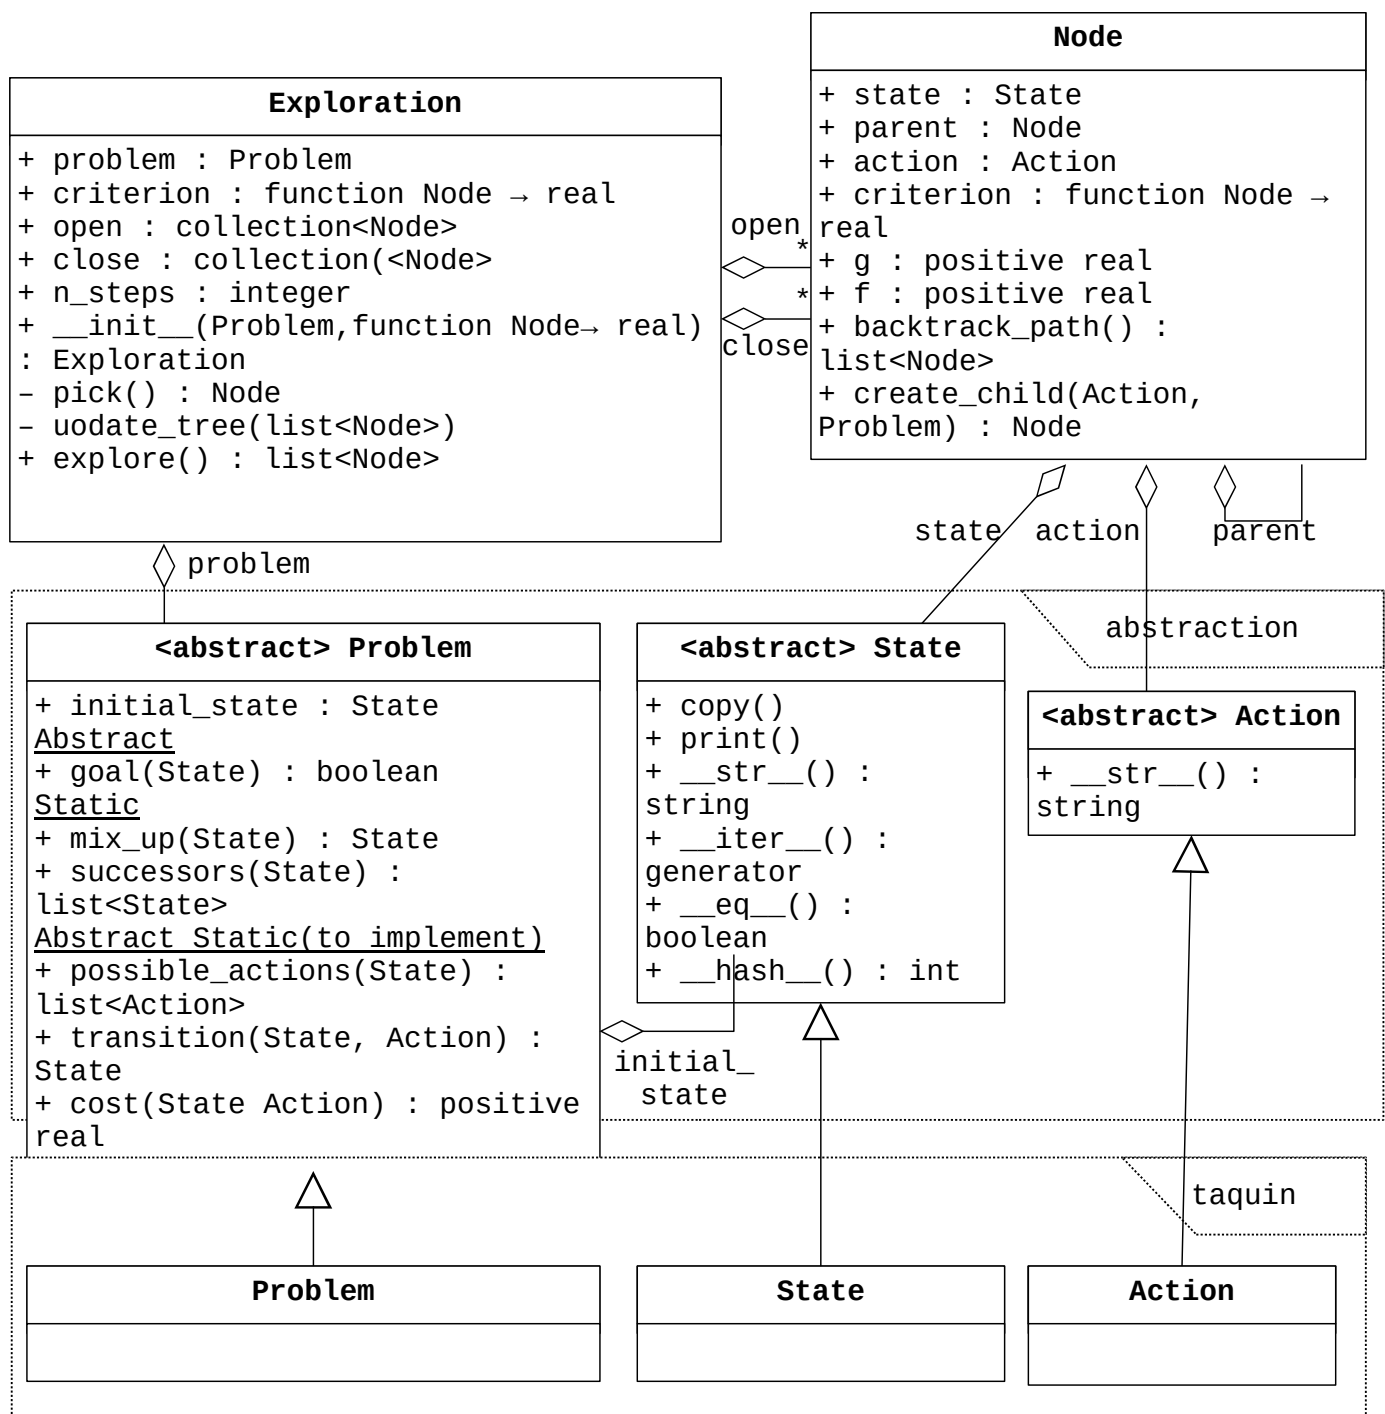 Node
+ state : State
+ parent : Node
+ action : Action
+ criterion : function Node →
real
+ g : positive real
+ f : positive real
+ backtrack_path() :
list<Node>
+ create_child(Action,
Problem) : Node
Exploration
+ problem : Problem
+ criterion : function Node → real
+ open : collection<Node>
+ close : collection(<Node>
+ n_steps : integer
+ __init__(Problem,function Node→ real)
: Exploration
– pick() : Node
– uodate_tree(list<Node>)
+ explore() : list<Node>
open
*
*
close
state
action
parent
problem
abstraction
<abstract> Problem
+ initial_state : State
Abstract
+ goal(State) : boolean
Static
+ mix_up(State) : State
+ successors(State) :
list<State>
Abstract Static(to implement)
+ possible_actions(State) :
list<Action>
+ transition(State, Action) :
State
+ cost(State Action) : positive
real
<abstract> State
+ copy()
+ print()
+ __str__() :
string
+ __iter__() :
generator
+ __eq__() :
boolean
+ __hash__() : int
<abstract> Action
+ __str__() :
string
initial_
state
taquin
Problem
State
Action